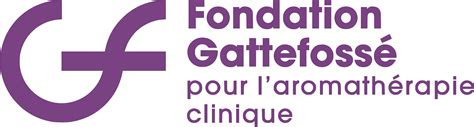 Fondation
Gattefossé
pour l'aromathérapie
clinique